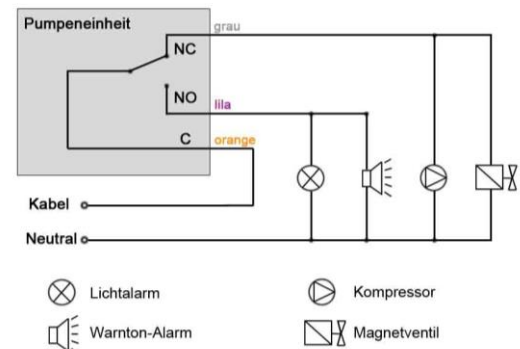 Pumpeneinheit
grau
NC
NO
lila
C
orange
Kabel
Neutral
Lichtalarm
Kompressor
Warnton-Alarm
Magnetventil